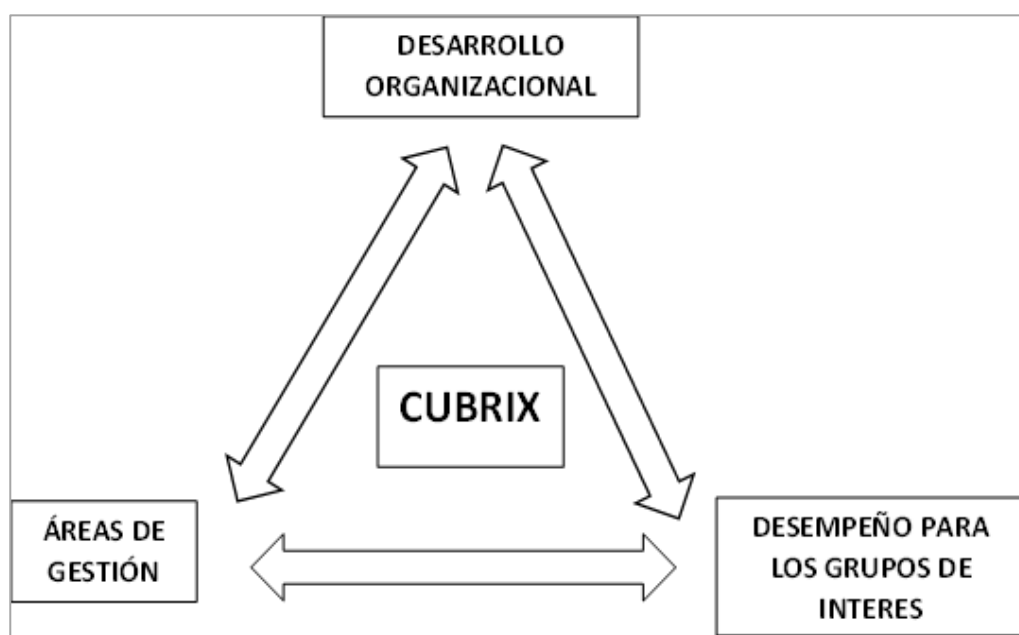 DESARROLLO
ORGANIZACIONAL
CUBRIX
ÁREAS DE
GESTIÓN
DESEMPEÑO PARA
LOS GRUPOS DE
INTERES